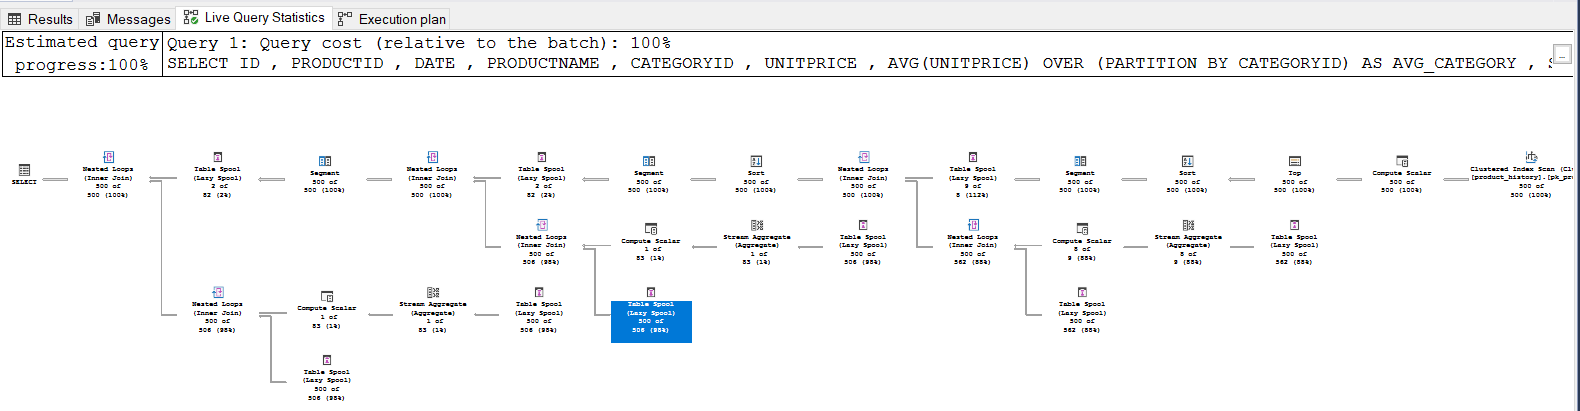 Results Messages Live Query Statistics Execution plan
Estimated query
progress:100%
Query 1: Query cost (relative to the batch): 100%
SELECT ID , PRODUCTID , DATE , PRODUCTNAME , CATEGORYID , UNITPRICE , AVG(UNITPRICE) OVER (PARTITION BY CATEGORYID) AS AVG_CATEGORY ,
...
SELECT
Nested Loops
(Inner Join)
500 of
500 (100%)
Table Spool
(Lazy Spool)
2 of
82 (2%)
Segment
500 of
500 (100%)
Nested Loops
(Inner Join)
500 of
500 (100%)
Table Spool
(Lazy Spool)
2 of
82 (2%)
Segment
500 of
500 (100%)
Sort
500 of
500 (100%)
Nested Loops
(Inner Join)
500 of
500 (100%)
Table Spool
(Lazy Spool)
9 of
8 (112%)
Segment
500 of
500 (100%)
Sort
500 of
500 (100%)
Top
500 of
500 (100%)
Compute Scalar
500 of
500 (100%)
Clustered Index Scan (Cl
[product_history].[pk_pr
500 of
500 (100%)
Nested Loops
(Inner Join)
500 of
506 (98%)
Compute Scalar
1 of
83 (1%)
Stream Aggregate
(Aggregate)
1 of
83 (1%)
Table Spool
(Lazy Spool)
500 of
506 (98%)
Nested Loops
(Inner Join)
500 of
562 (88%)
Compute Scalar
8 of
9 (88%)
Stream Aggregate
(Aggregate)
8 of
9 (88%)
Table Spool
(Lazy Spool)
500 of
562 (88%)
Nested Loops
(Inner Join)
500 of
506 (98%)
Compute Scalar
1 of
83 (1%)
Stream Aggregate
(Aggregate)
1 of
83 (1%)
Table Spool
(Lazy Spool)
500 of
506 (98%)
Table Spool
(Lazy Spool)
500 of
506 (98%)
Table Spool
(Lazy Spool)
500 of
562 (88%)
Table Spool
(Lazy Spool)
500 of
506 (98%)